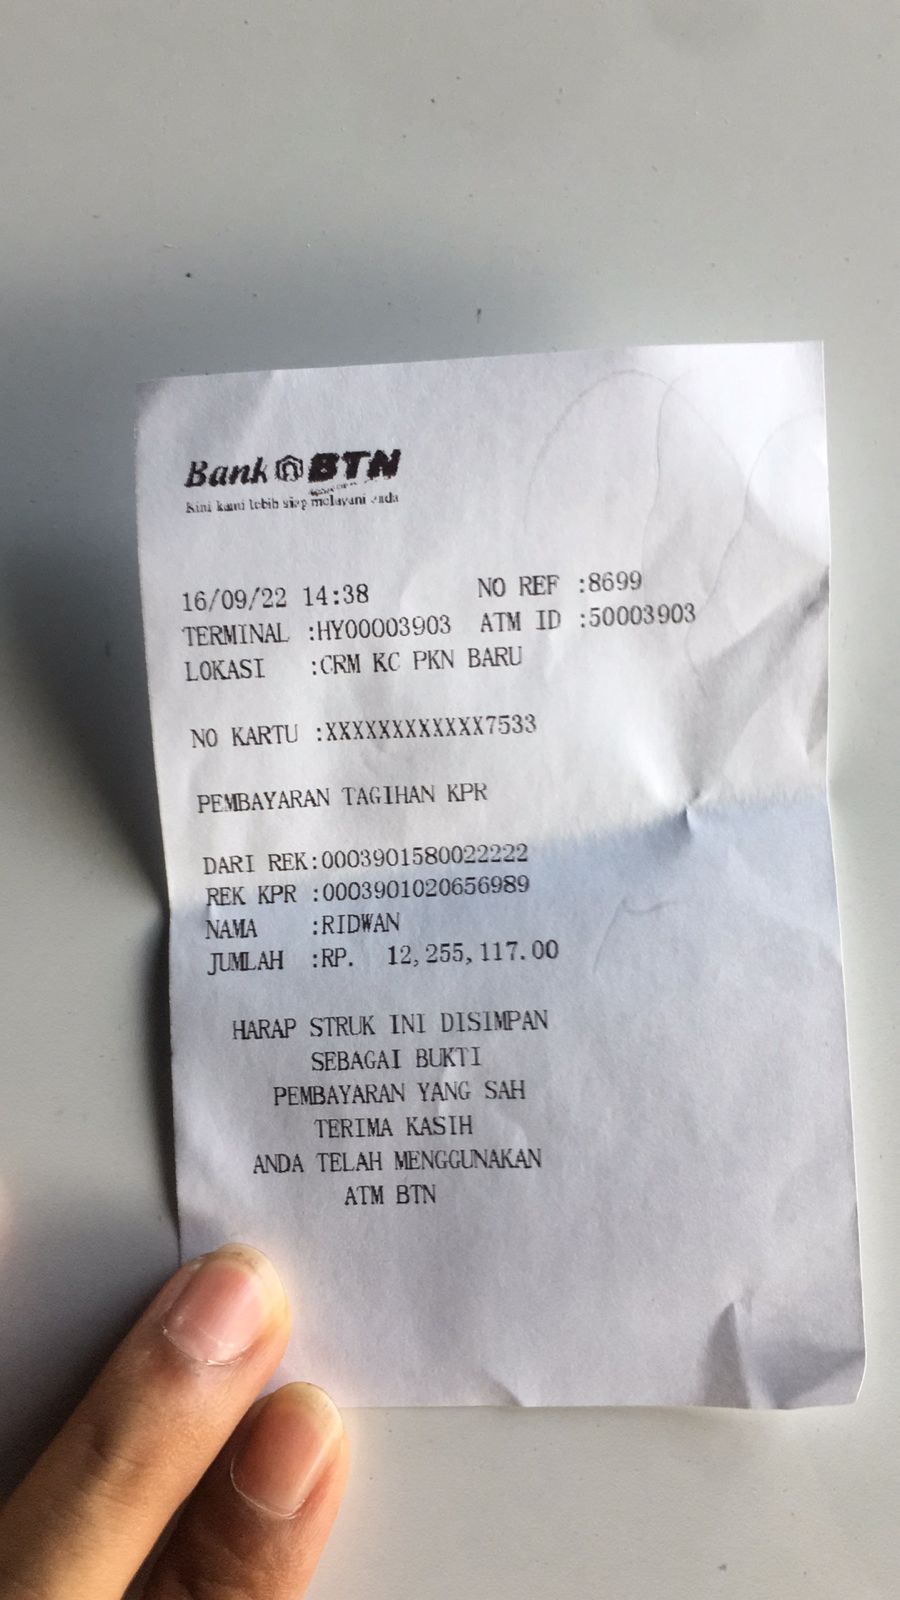 Bank BTN
Kini kami lebih siap melayani anda
16/09/22 14:38 NO REF :8699
TERMINAL :HY00003903 ATM ID :50003903
LOKASI :CRM KC PKN BARU
NO KARTU :XXXXXXXXXXXX7533
PEMBAYARAN TAGIHAN KPR
DARI REK:0003901580022222
REK KPR :0003901020656989
NAMA :RIDWAN
JUMLAH :RP. 12,255,117.00
HARAP STRUK INI DISIMPAN
SEBAGAI BUKTI
PEMBAYARAN YANG SAH
TERIMA KASIH
ANDA TELAH MENGGUNAKAN
ATM BTN